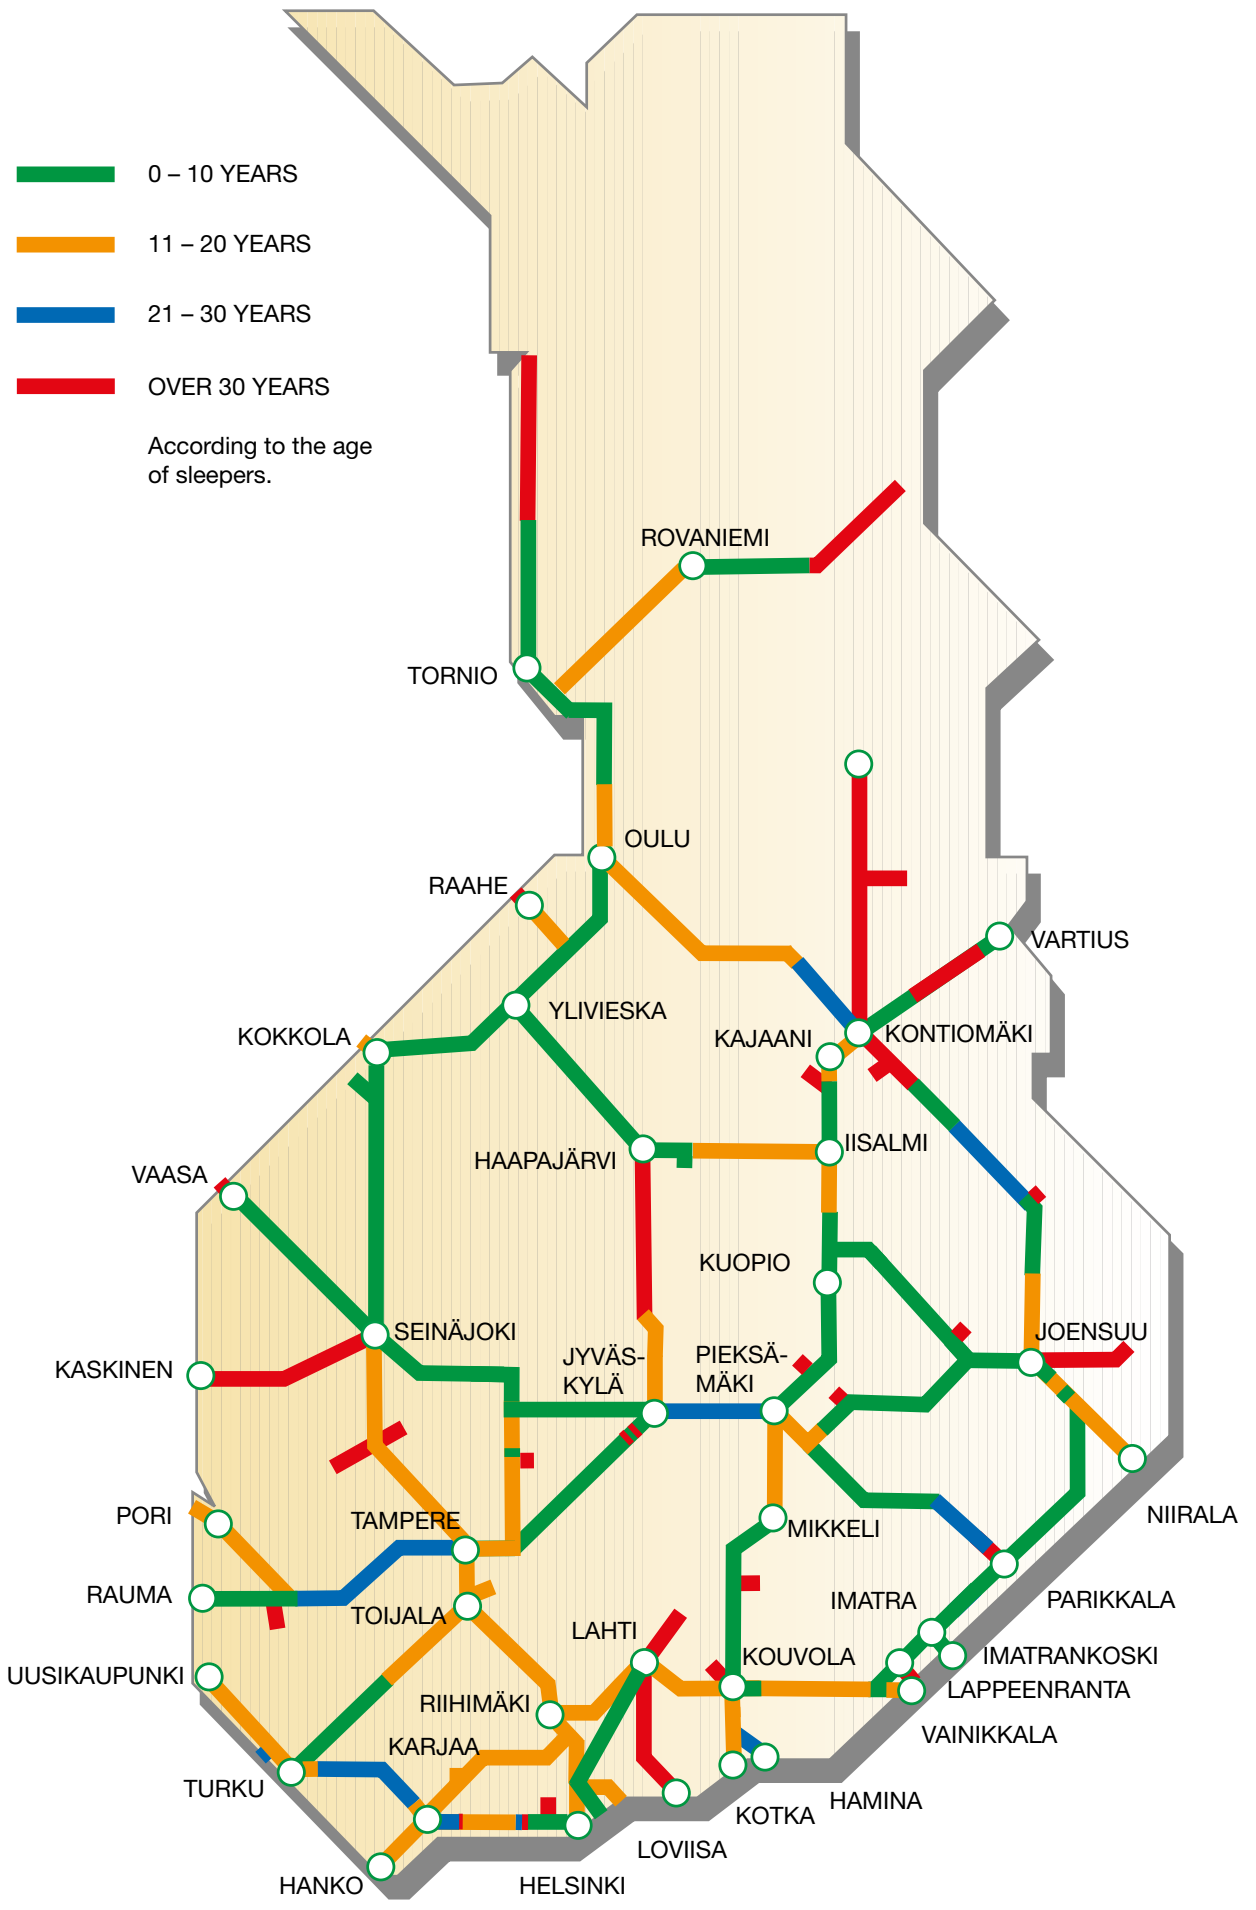 0 – 10 YEARS
11 – 20 YEARS
21 – 30 YEARS
OVER 30 YEARS
According to the age
of sleepers.
ROVANIEMI
TORNIO
OULU
RAAHE
VARTIUS
YLIVIESKA
KOKKOLA
KAJAANI
KONTIOMÄKI
IISALMI
HAAPAJÄRVI
VAASA
KUOPIO
SEINÄJOKI
JOENSUU
KASKINEN
JYVÄS-
KYLÄ
PIEKSÄ-
MÄKI
PORI
TAMPERE
MIKKELI
NIIRALA
RAUMA
TOIJALA
IMATRA
PARIKKALA
LAHTI
KOUVOLA
IMATRANKOSKI
UUSIKAUPUNKI
LAPPEENRANTA
RIIHIMÄKI
VAINIKKALA
KARJAA
TURKU
HAMINA
KOTKA
LOVIISA
HANKO
HELSINKI